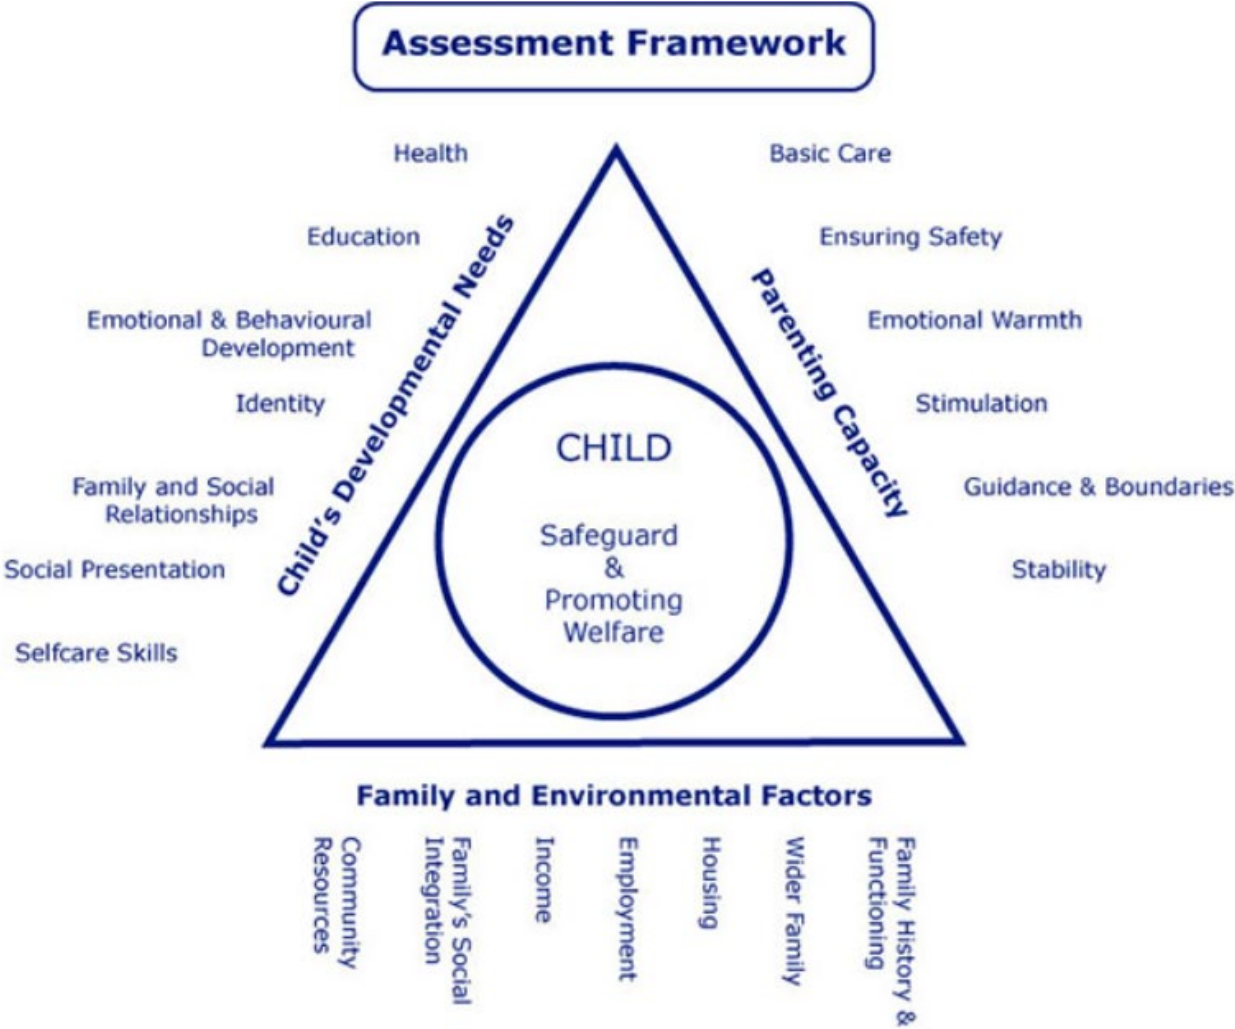 Assessment Framework
Health
Education
Emotional & Behavioural
Development
Identity
Family and Social
Relationships
Social Presentation
Selfcare Skills
Child's Developmental Needs
Basic Care
Ensuring Safety
Emotional Warmth
Stimulation
Guidance & Boundaries
Stability
Parenting Capacity
CHILD
Safeguard
&
Promoting
Welfare
Family and Environmental Factors
Community
Resources
Family's Social
Integration
Income
Employment
Housing
Wider Family
Family History &
Functioning